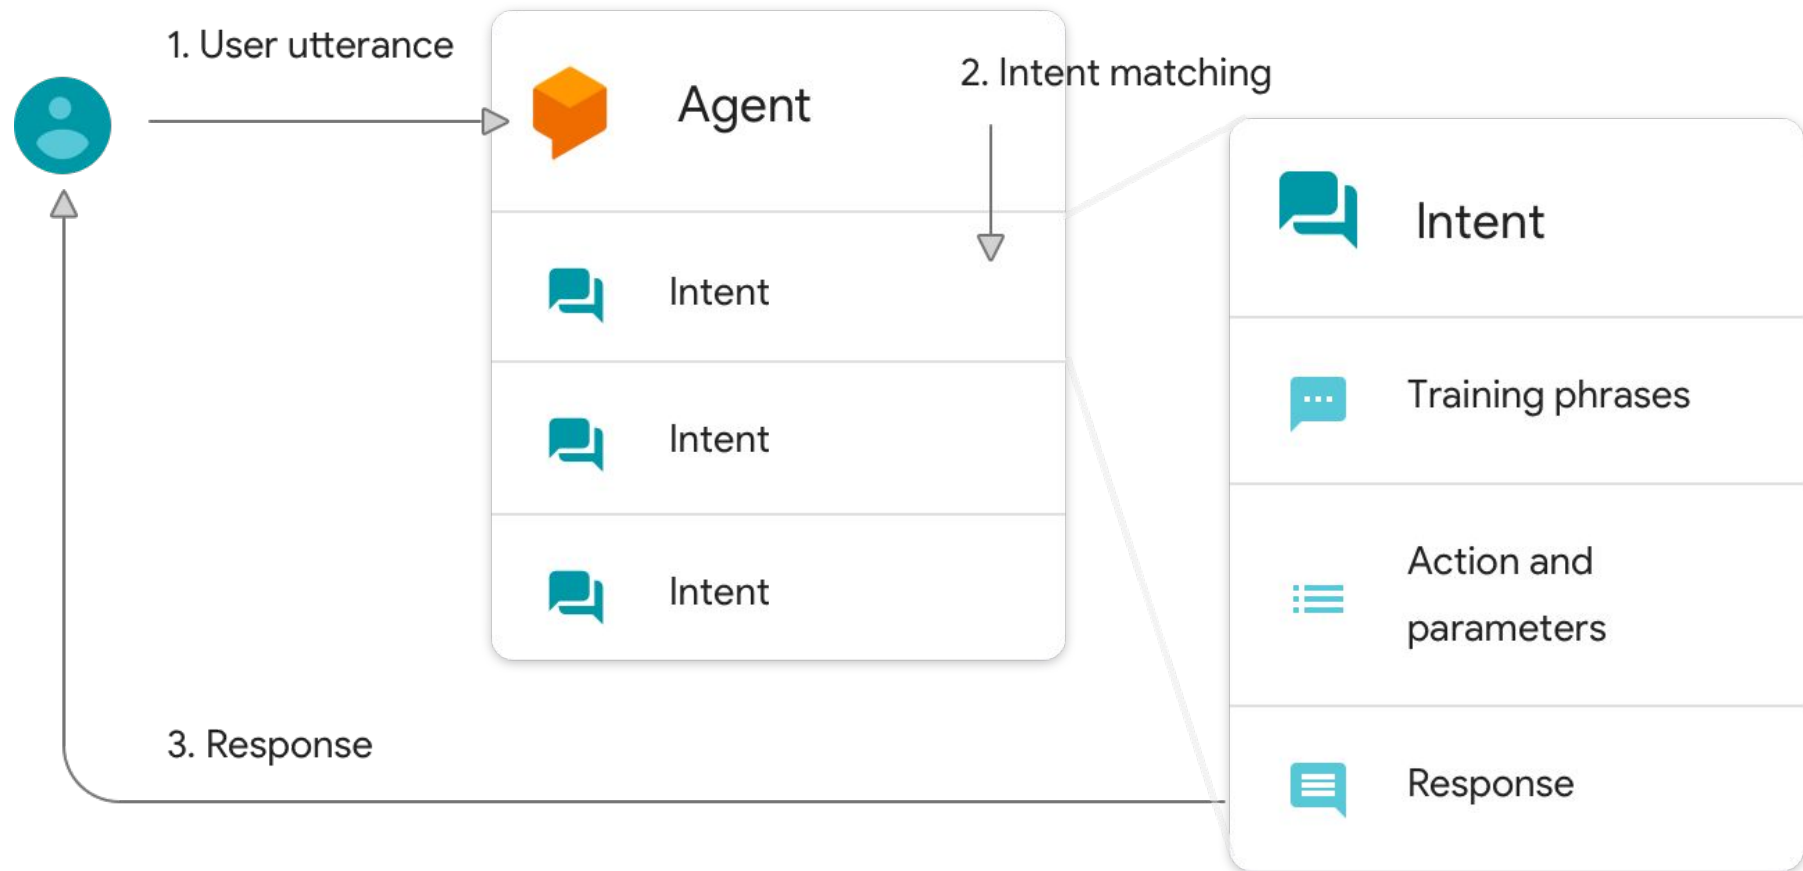 1. User utterance
Agent
2. Intent matching
Intent
Intent
Intent
Intent
Training phrases
Action and
parameters
Response
3. Response